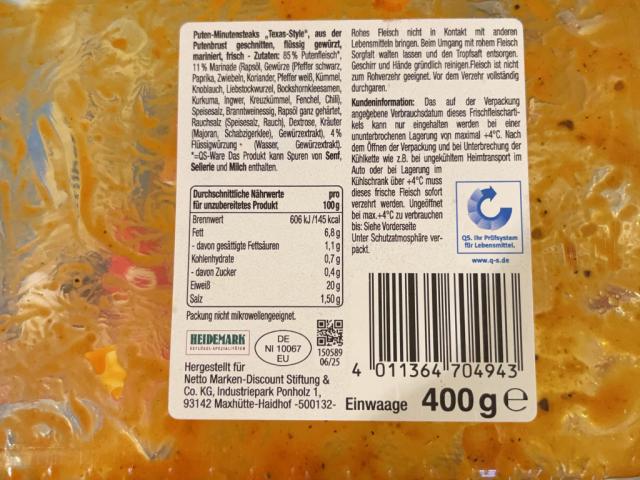 Puten-Minutensteaks „Texas-Style", aus der
Putenbrust geschnitten, flüssig gewürzt,
mariniert, frisch - Zutaten: 85% Putenfleisch*,
11% Marinade (Rapsöl, Gewürze (Pfeffer schwarz,
Paprika, Zwiebeln, Koriander, Pfeffer weiß, Kümmel,
Knoblauch, Liebstockwurzel, Bockshornkleesamen,
Kurkuma, Ingwer, Kreuzkümmel, Fenchel, Chili),
Speisesalz, Branntweinessig, Rapsöl ganz gehärtet,
Rauchsalz (Speisesalz, Rauch), Dextrose, Kräuter
(Majoran, Schabzigerklee), Gewürzextrakt), 4%
Flüssigwürzung (Wasser, Gewürzextrakt).
*=QS-Ware Das Produkt kann Spuren von Senf,
Sellerie und Milch enthalten.
Durchschnittliche Nährwerte pro
für unzubereitetes Produkt 100g
Brennwert 606 kJ/145 kcal
Fett 6,8g
- davon gesättigte Fettsäuren 1,1g
Kohlenhydrate 0,7g
- davon Zucker 0,4g
Eiweiß 20g
Salz 1,50g
Packung nicht mikrowellengeeignet.
HEIDEMARK
GEFLÜGEL-SPEZIALITÄTEN
DE
NI 10067
EU
150589
06/25
Hergestellt für
Netto Marken-Discount Stiftung &
Co. KG, Industriepark Ponholz 1,
93142 Maxhütte-Haidhof -500132-
Rohes Fleisch nicht in Kontakt mit anderen
Lebensmitteln bringen. Beim Umgang mit rohem Fleisch
Sorgfalt walten lassen und den Tropfsaft entsorgen.
Geschirr und Hände gründlich reinigen.Fleisch ist nicht
zum Rohverzehr geeignet. Vor dem Verzehr vollständig
durchgaren.
Kundeninformation: Das auf der Verpackung
angegebene Verbrauchsdatum dieses Frischfleischarti-
kels kann nur eingehalten werden bei einer
ununterbrochenen Lagerung von maximal +4°C. Nach
dem Öffnen der Verpackung und bei Unterbrechung der
Kühlkette wie z.B. bei ungekühltem Heimtransport im
Auto oder bei Lagerung im
Kühlschrank über +4°C muss
dieses frische Fleisch sofort
verzehrt werden. Ungeöffnet
bei max.+4°C zu verbrauchen
bis: Siehe Vorderseite
Unter Schutzatmosphäre ver-
packt.
QS. Ihr Prüfsystem
für Lebensmittel.
www.q-s.de
4 011364 704943
Einwaage 400g e